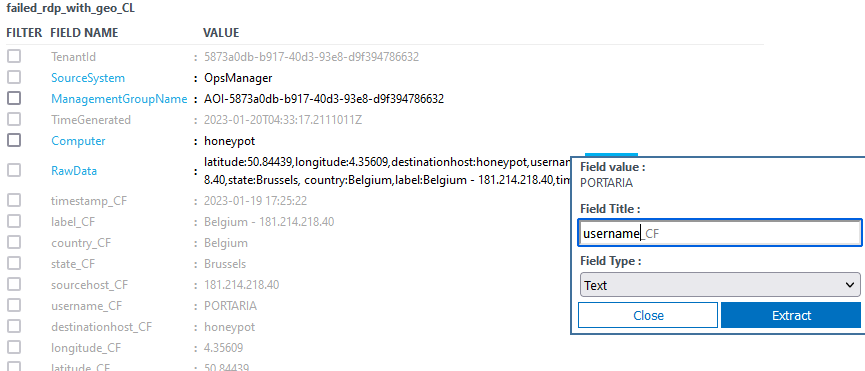 failed_rdp_with_geo_CL
FILTER FIELD NAME VALUE
TenantId : 5873a0db-b917-40d3-93e8-d9f394786632
SourceSystem : OpsManager
ManagementGroupName : AOI-5873a0db-b917-40d3-93e8-d9f394786632
TimeGenerated : 2023-01-20T04:33:17.2111011Z
Computer : honeypot
RawData : latitude:50.84439,longitude:4.35609,destinationhost:honeypot,usernam
8.40,state:Brussels, country:Belgium,label:Belgium - 181.214.218.40,tim
timestamp_CF : 2023-01-19 17:25:22
label_CF : Belgium - 181.214.218.40
country_CF : Belgium
state_CF : Brussels
sourcehost_CF : 181.214.218.40
username_CF : PORTARIA
destinationhost_CF : honeypot
longitude_CF : 4.35609
latitude_CF : 50.84439
Field value :
PORTARIA
Field Title :
username_CF
Field Type :
Text
Close Extract